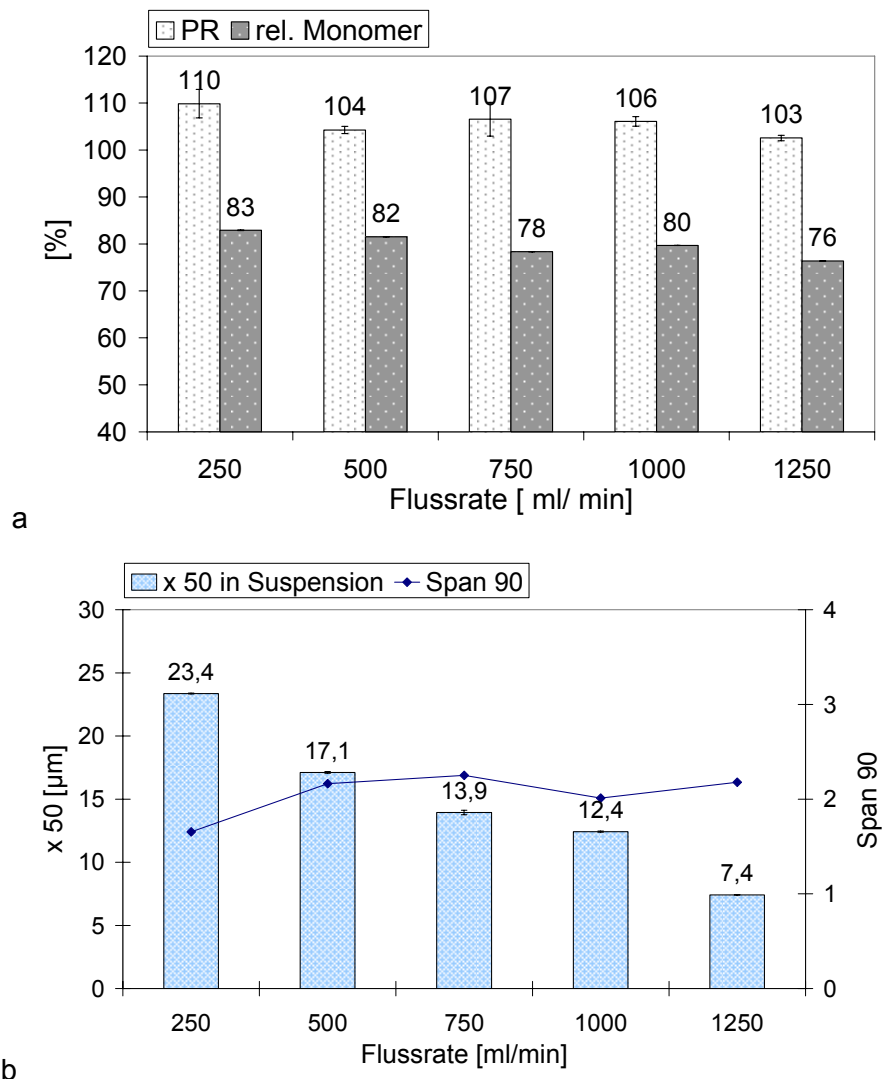 PR rel. Monomer
120
110
100
90
80
70
60
50
40
[%]
110 104 107 106 103
83 82 78 80 76
250 500 750 1000 1250
Flussrate [ ml/ min]
a
x 50 in Suspension Span 90
30
25
20
15
10
5
0
x 50 [µm]
23,4 17,1 13,9 12,4 7,4
4
3
2
1
0
Span 90
250 500 750 1000 1250
Flussrate [ml/min]
b